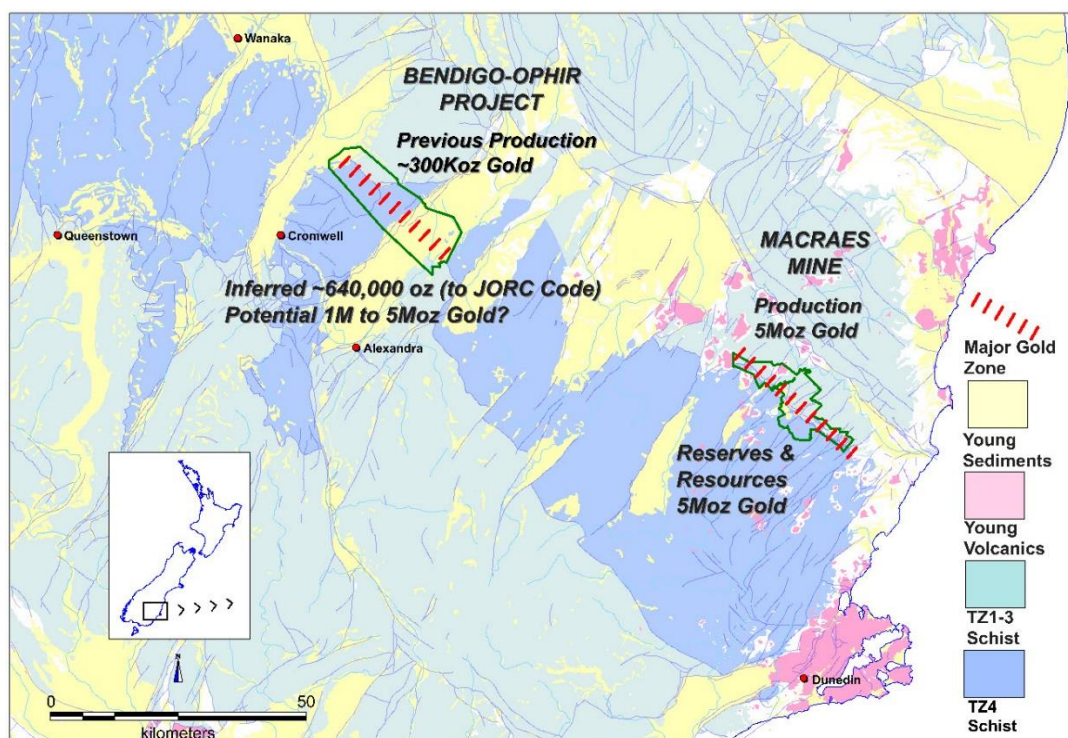 Wanaka
BENDIGO-OPHIR
PROJECT
Previous Production
~300Koz Gold
Queenstown
Cromwell
Inferred ~640,000 oz (to JORC Code)
Potential 1M to 5Moz Gold?
Alexandra
MACRAES
MINE
Production
5Moz Gold
Reserves &
Resources
5Moz Gold
Dunedin
Major Gold
Zone
Young
Sediments
Young
Volcanics
TZ1-3
Schist
TZ4
Schist
N
0 50
kilometers